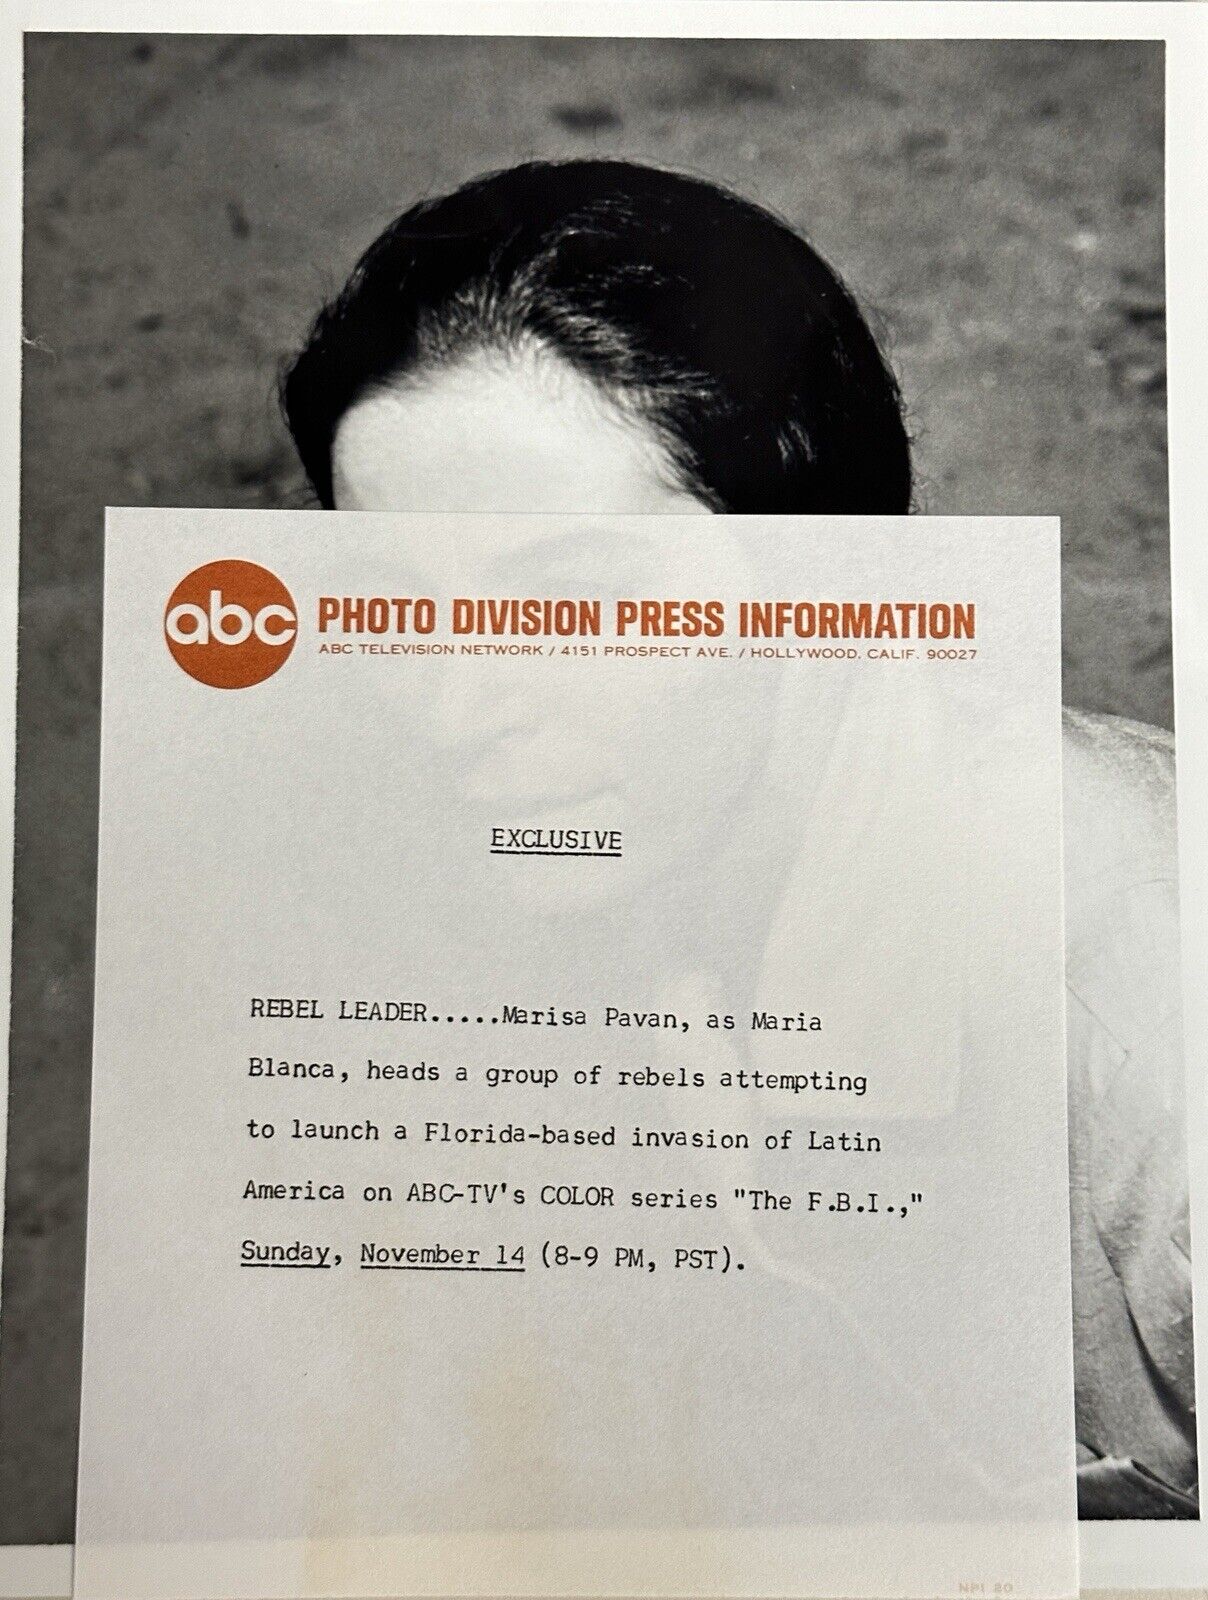 abc PHOTO DIVISION PRESS INFORMATION
ABC TELEVISION NETWORK / 4151 PROSPECT AVE. / HOLLYWOOD, CALIF. 90027
EXCLUSIVE
REBEL LEADER.....Marisa Pavan, as Maria
Blanca, heads a group of rebels attempting
to launch a Florida-based invasion of Latin
America on ABC-TV's COLOR series "The F.B.I.,"
Sunday, November 14 (8-9 PM, PST).
NPI 20